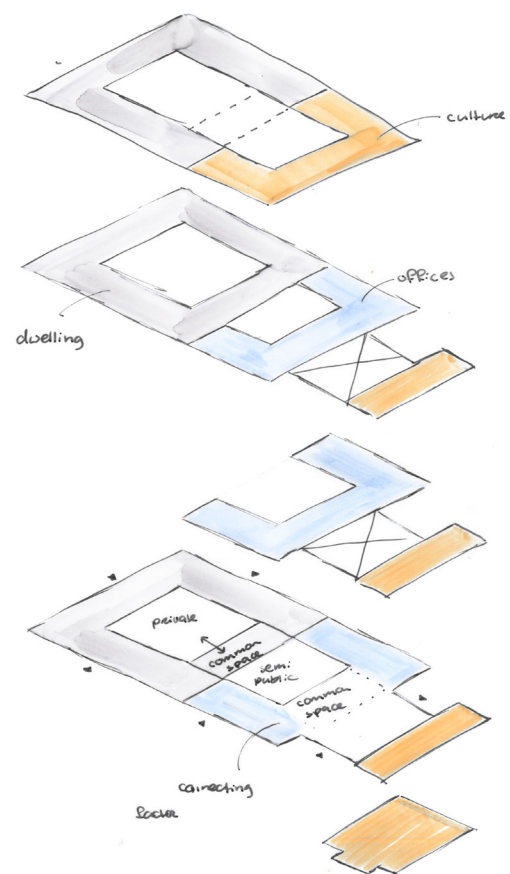 culture
offices
dwelling
private
common
space
semi
public
common
space
connecting